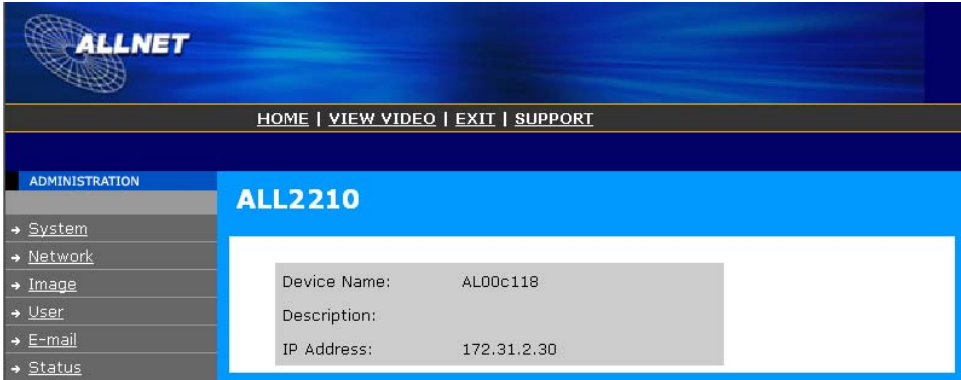 ALLNET
HOME | VIEW VIDEO | EXIT | SUPPORT
ADMINISTRATION
System
Network
Image
User
E-mail
Status
ALL2210
Device Name: AL00c118
Description:
IP Address: 172.31.2.30